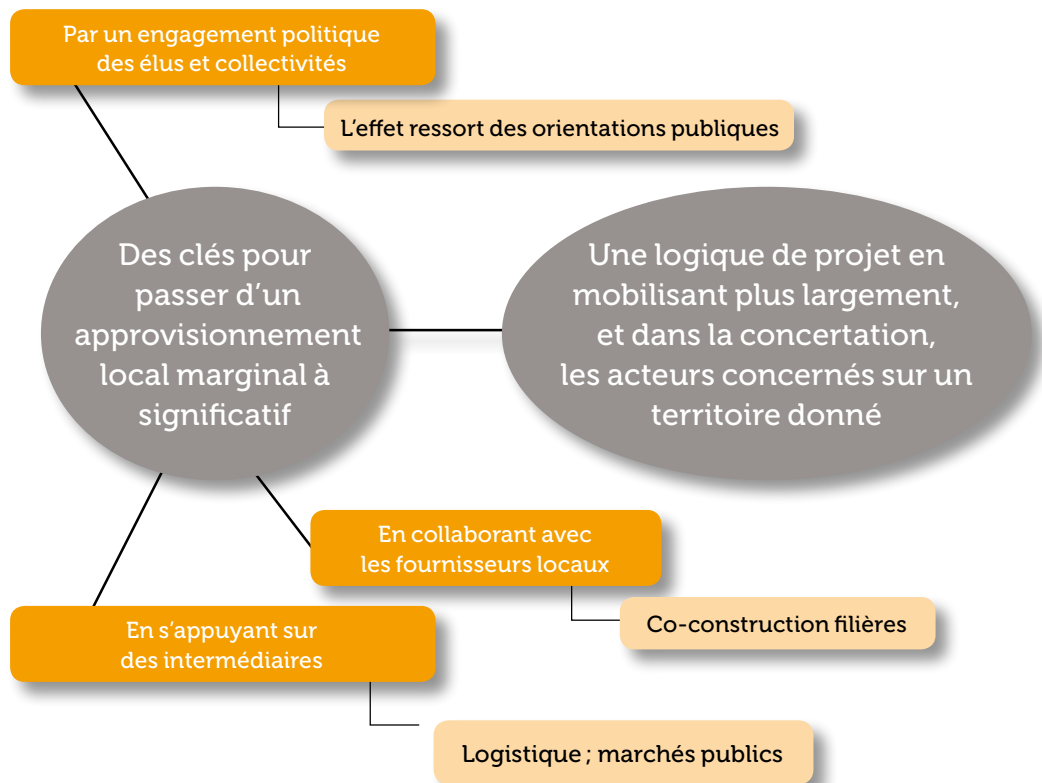 Par un engagement politique
des élus et collectivités
L'effet ressort des orientations publiques
Des clés pour
passer d'un
approvisionnement
local marginal à
significatif
Une logique de projet en
mobilisant plus largement,
et dans la concertation,
les acteurs concernés sur un
territoire donné
En collaborant avec
les fournisseurs locaux
Co-construction filières
En s'appuyant sur
des intermédiaires
Logistique ; marchés publics